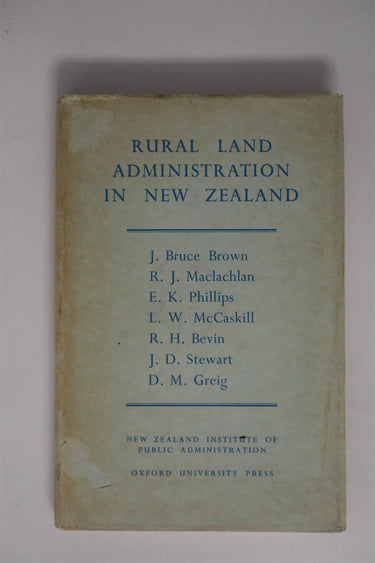 RURAL LAND
ADMINISTRATION
IN NEW ZEALAND
J. Bruce Brown
R. J. Maclachlan
E. K. Phillips
L. W. McCaskill
R. H. Bevin
J. D. Stewart
D. M. Greig
NEW ZEALAND INSTITUTE OF
PUBLIC ADMINISTRATION
OXFORD UNIVERSITY PRESS